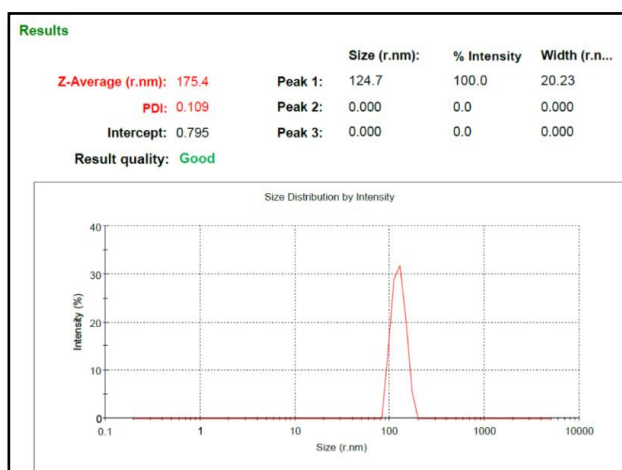 Results
Size (r.nm): % Intensity Width (r.n...
Z-Average (r.nm): 175.4 Peak 1: 124.7 100.0 20.23
PDI: 0.109 Peak 2: 0.000 0.0 0.000
Intercept: 0.795 Peak 3: 0.000 0.0 0.000
Result quality: Good
Size Distribution by Intensity
40
30
20
10
0
Intensity (%)
0.1 1 10 100 1000 10000
Size (r.nm)